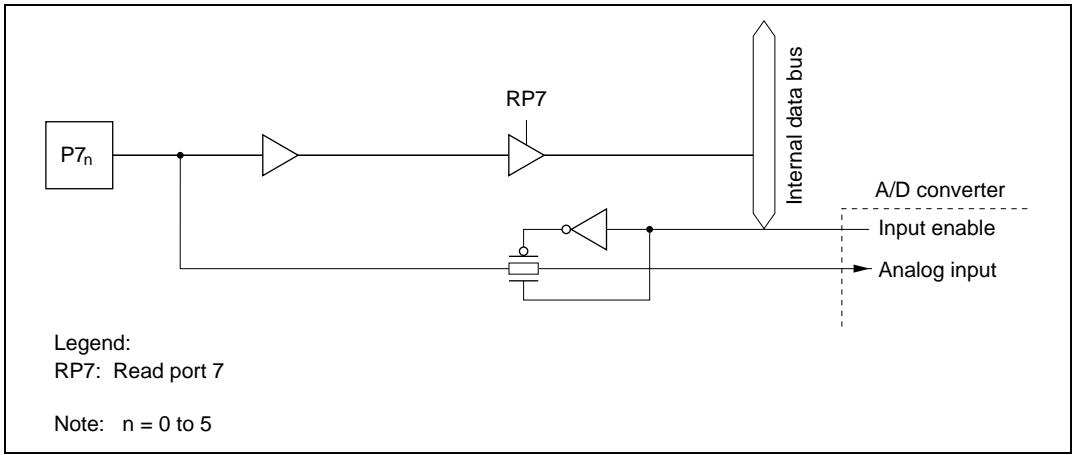 RP7
P7n
Internal data bus
A/D converter
Input enable
Analog input
Legend:
RP7: Read port 7
Note: n = 0 to 5